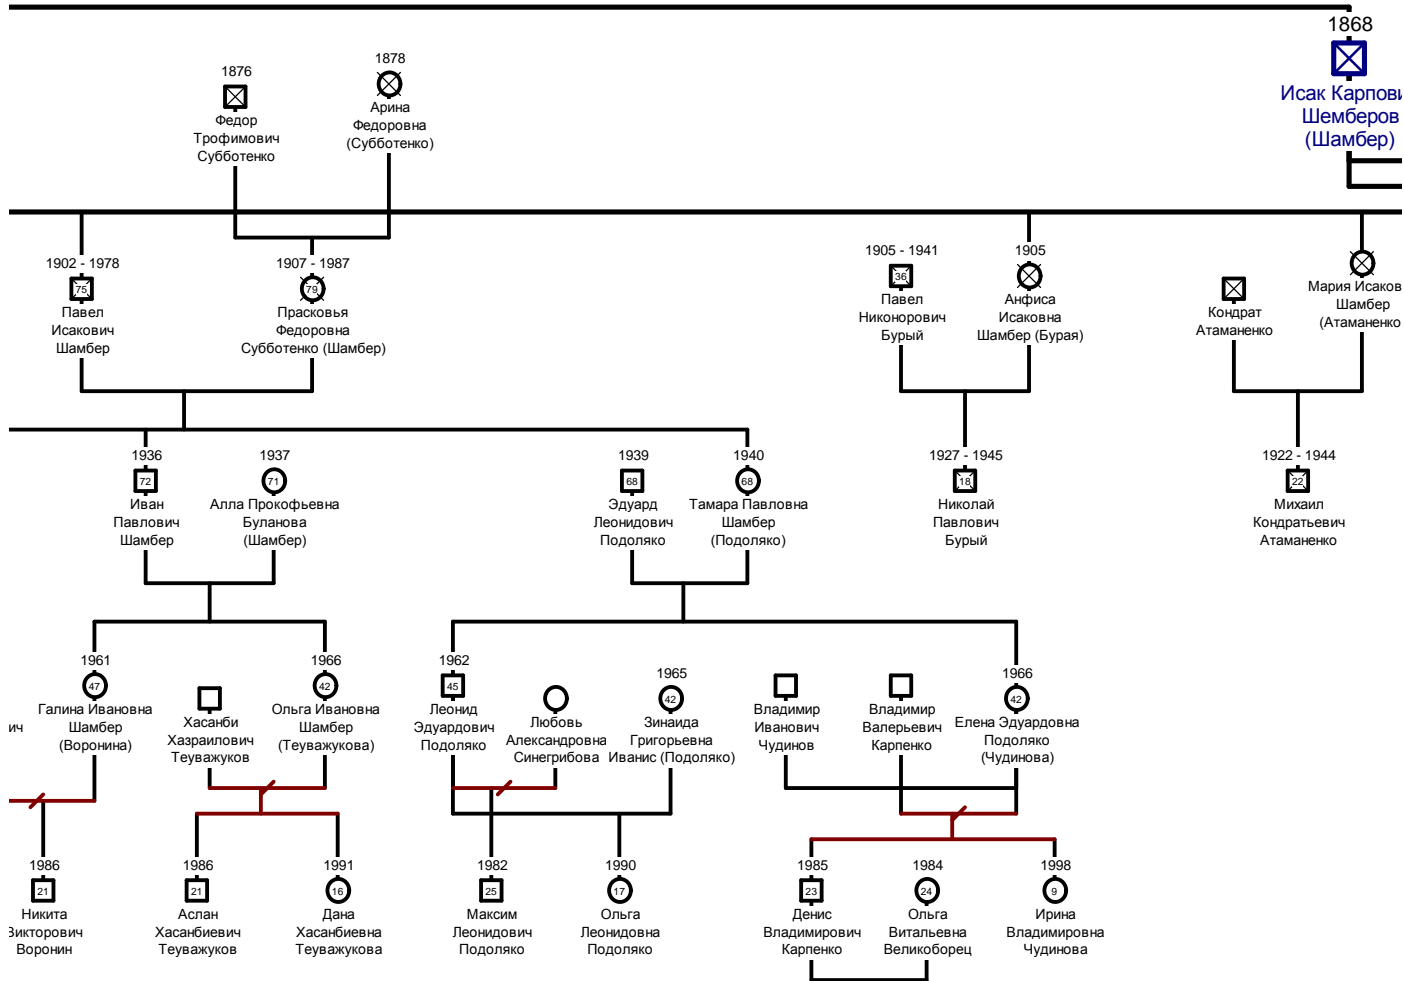 1868
Исак Карпови
Шемберов
(Шамбер)
1876
Федор
Трофимович
Субботенко
1878
Арина
Федоровна
(Субботенко)
1902 - 1978
75
Павел
Исакович
Шамбер
1907 - 1987
79
Прасковья
Федоровна
Субботенко (Шамбер)
1905 - 1941
36
Павел
Никонорович
Бурый
1905
Анфиса
Исаковна
Шамбер (Бурая)
Кондрат
Атаманенко
Мария Исаков
Шамбер
(Атаманенко
1936
72
Иван
Павлович
Шамбер
1937
71
Алла Прокофьевна
Буланова
(Шамбер)
1939
68
Эдуард
Леонидович
Подоляко
1940
68
Тамара Павловна
Шамбер
(Подоляко)
1927 - 1945
18
Николай
Павлович
Бурый
1922 - 1944
22
Михаил
Кондратьевич
Атаманенко
ич
1961
47
Галина Ивановна
Шамбер
(Воронина)
Хасанби
Хазраилович
Теуважуков
1966
42
Ольга Ивановна
Шамбер
(Теуважукова)
1962
45
Леонид
Эдуардович
Подоляко
Любовь
Александровна
Синегрибова
1965
42
Зинаида
Григорьевна
Иванис (Подоляко)
Владимир
Иванович
Чудинов
Владимир
Валерьевич
Карпенко
1966
42
Елена Эдуардовна
Подоляко
(Чудинова)
1986
21
Никита
Викторович
Воронин
1986
21
Аслан
Хасанбиевич
Теуважуков
1991
16
Дана
Хасанбиевна
Теуважукова
1982
25
Максим
Леонидович
Подоляко
1990
17
Ольга
Леонидовна
Подоляко
1985
23
Денис
Владимирович
Карпенко
1984
24
Ольга
Витальевна
Великоборец
1998
9
Ирина
Владимировна
Чудинова